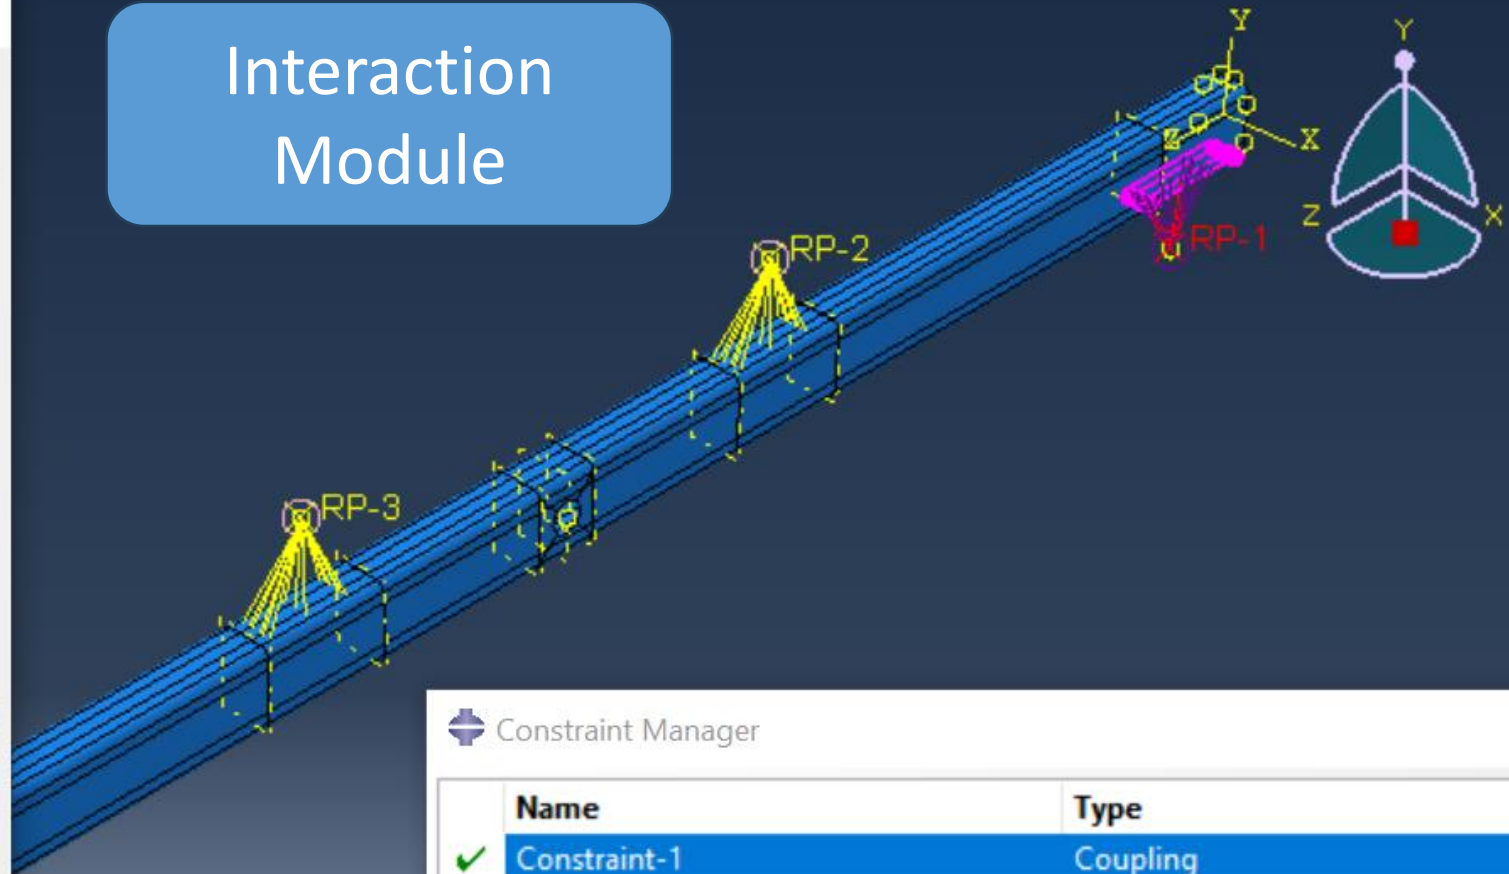 Interaction
Module
Y
Y
X
Z
RP-1
Z
X
RP-2
RP-3
Constraint Manager
Name Type
Constraint-1 Coupling